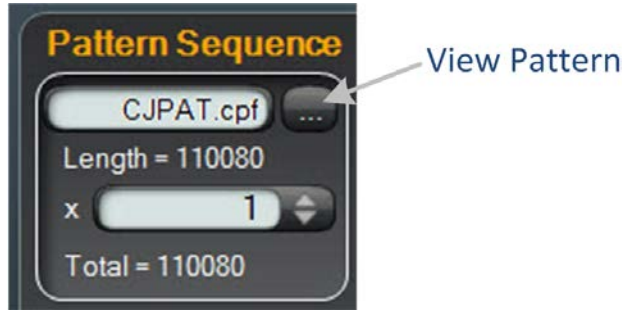 Pattern Sequence
View Pattern
CJPAT.cpf ...
Length = 110080
x 1
Total = 110080